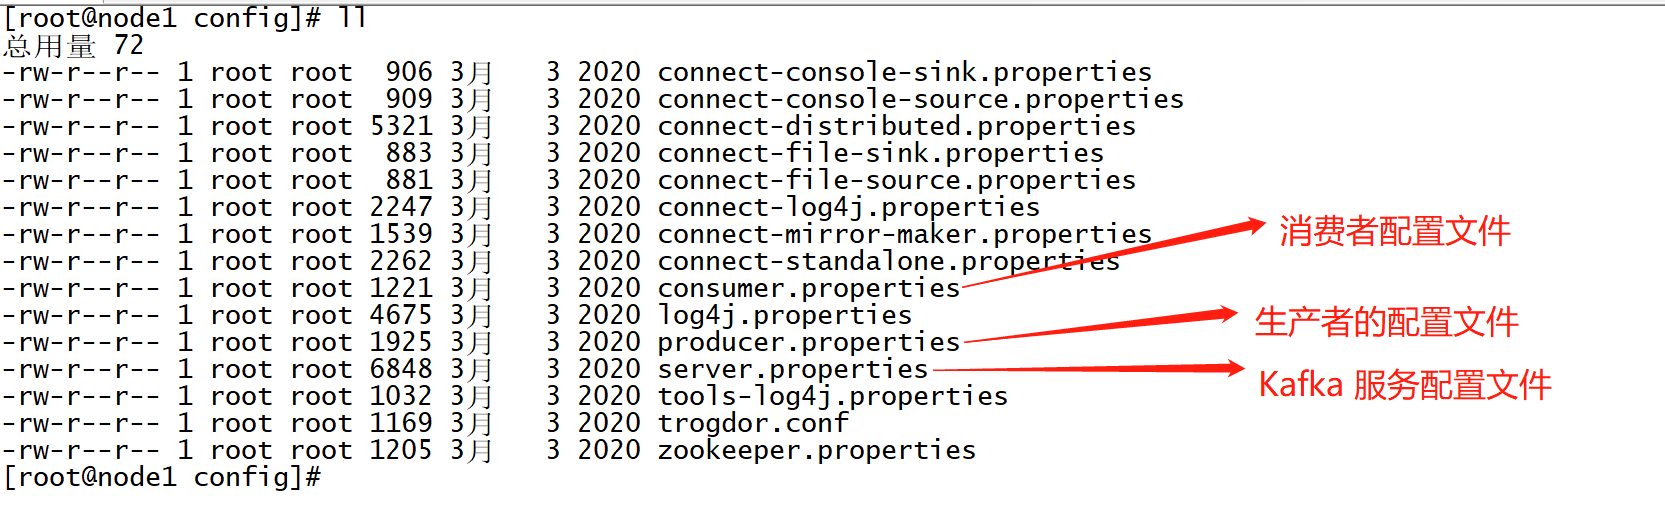 [root@node1 config]# ll
总用量 72
-rw-r--r-- 1 root root  906 3月   3 2020 connect-console-sink.properties
-rw-r--r-- 1 root root  909 3月   3 2020 connect-console-source.properties
-rw-r--r-- 1 root root 5321 3月   3 2020 connect-distributed.properties
-rw-r--r-- 1 root root  883 3月   3 2020 connect-file-sink.properties
-rw-r--r-- 1 root root  881 3月   3 2020 connect-file-source.properties
-rw-r--r-- 1 root root 2247 3月   3 2020 connect-log4j.properties
-rw-r--r-- 1 root root 1539 3月   3 2020 connect-mirror-maker.properties
消费者配置文件
-rw-r--r-- 1 root root 2262 3月   3 2020 connect-standalone.properties
-rw-r--r-- 1 root root 1221 3月   3 2020 consumer.properties
-rw-r--r-- 1 root root 4675 3月   3 2020 log4j.properties
生产者的配置文件
-rw-r--r-- 1 root root 1925 3月   3 2020 producer.properties
-rw-r--r-- 1 root root 6848 3月   3 2020 server.properties
Kafka 服务配置文件
-rw-r--r-- 1 root root 1032 3月   3 2020 tools-log4j.properties
-rw-r--r-- 1 root root 1169 3月   3 2020 trogdor.conf
-rw-r--r-- 1 root root 1205 3月   3 2020 zookeeper.properties
[root@node1 config]#